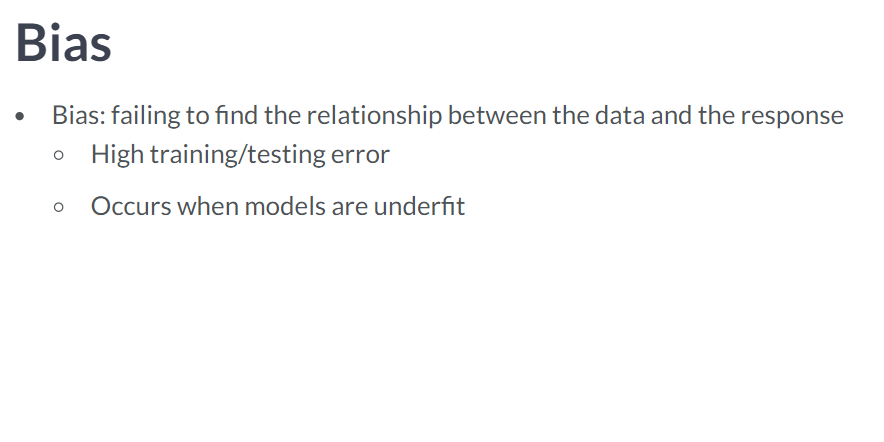 Bias
• Bias: failing to find the relationship between the data and the response
○ High training/testing error
○ Occurs when models are underfit